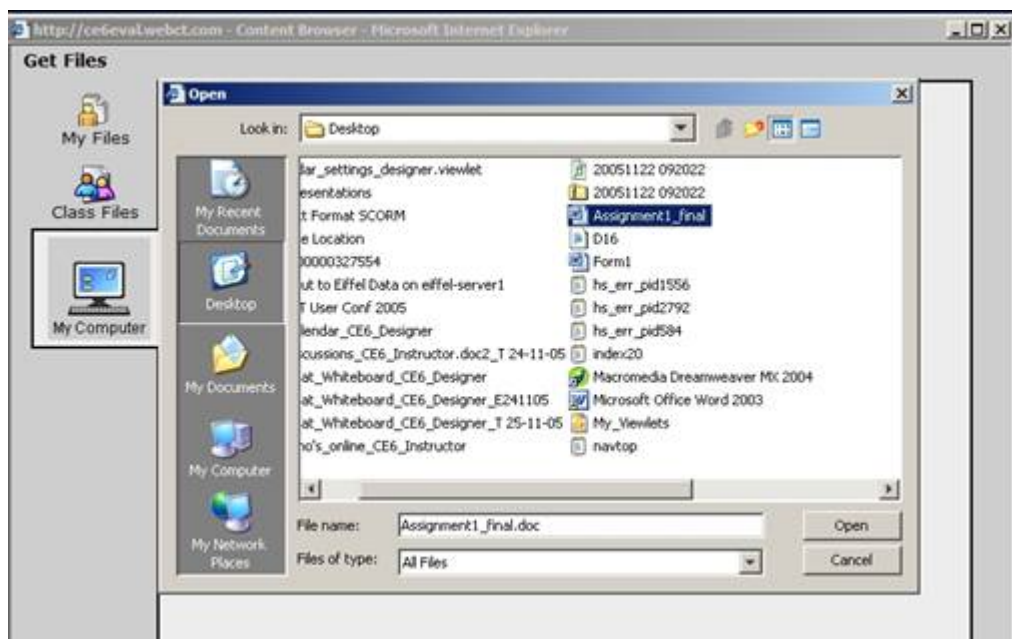 http://ce6eval.webct.com - Content Browser - Microsoft Internet Explorer
Get Files
My Files
Class Files
My Computer
Open
Look in:
Desktop
My Recent
Documents
Desktop
My Documents
My Computer
My Network
Places
dar_settings_designer.viewlet
esentations
t Format SCORM
e Location
00000327554
ut to Eiffel Data on eiffel-server1
T User Conf 2005
lendar_CE6_Designer
cussions_CE6_Instructor.doc2_T 24-11-05
at_Whiteboard_CE6_Designer
at_Whiteboard_CE6_Designer_E241105
at_Whiteboard_CE6_Designer_T 25-11-05
ho's_online_CE6_Instructor
20051122 092022
20051122 092022
Assignment1_final
D16
Form1
hs_err_pid1556
hs_err_pid2792
hs_err_pid584
index20
Macromedia Dreamweaver MX 2004
Microsoft Office Word 2003
My_Viewlets
navtop
File name:
Assignment1_final.doc
Open
Files of type:
All Files
Cancel